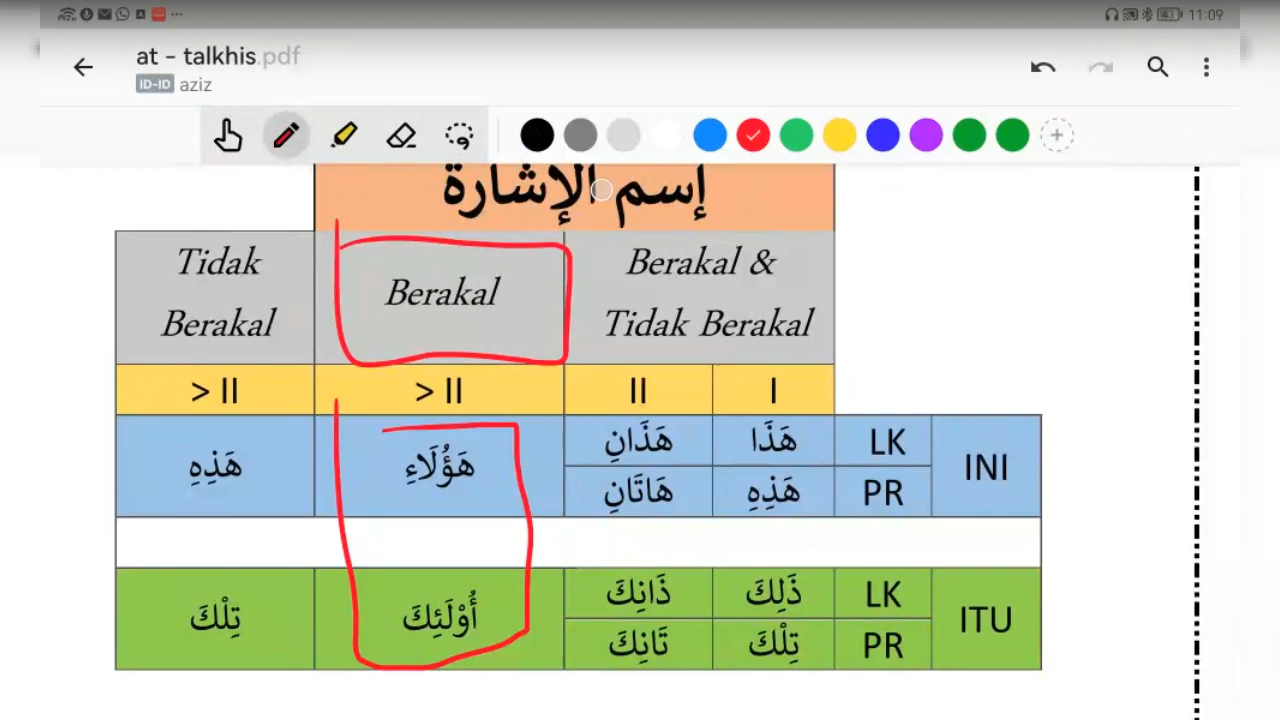 11:09
at - talkhis.pdf
ID-ID aziz
إسم الإشارة
Tidak Berakal
Berakal
Berakal & Tidak Berakal
> II
> II
II
I
هَذِهِ
هَؤُلَاءِ
هَذَانِ
هَذَا
LK
INI
هَاتَانِ
هَذِهِ
PR
تِلْكَ
أُوْلَئِكَ
ذَانِكَ
ذَلِكَ
LK
ITU
تَانِكَ
تِلْكَ
PR